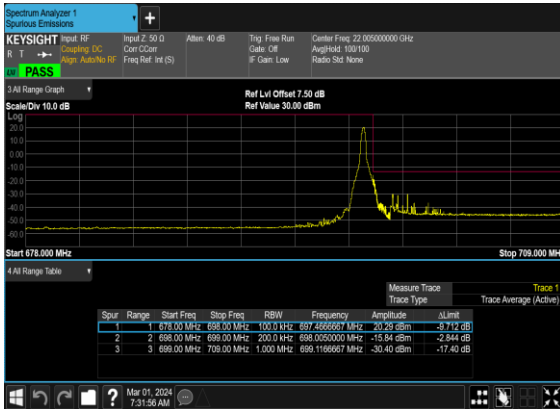 Spectrum Analyzer 1
Spurious Emissions
KEYSIGHT Input: RF Input Z: 50 Ω Atten: 40 dB Trig: Free Run Center Freq: 22.005000000 GHz
R T Coupling: DC Corr CCorr Gate: Off Avg|Hold: 100/100
Align: Auto/No RF Freq Ref: Int (S) IF Gain: Low Radio Std: None
PASS
3 All Range Graph
Ref Lvl Offset 7.50 dB
Scale/Div 10.0 dB Ref Value 30.00 dBm
Log
20.0
10.0
0.00
-10.0
-20.0
-30.0
-40.0
-50.0
-60.0
Start 678.000 MHz Stop 709.000 MH
4 All Range Table
Measure Trace Trace 1
Trace Type Trace Average (Active)
Spur Range Start Freq Stop Freq RBW Frequency Amplitude ΔLimit
1 1 678.00 MHz 698.00 MHz 100.0 kHz 697.4666667 MHz 20.29 dBm -9.712 dB
2 2 698.00 MHz 699.00 MHz 200.0 kHz 698.0050000 MHz -15.84 dBm -2.844 dB
3 3 699.00 MHz 709.00 MHz 1.000 MHz 699.1166667 MHz -30.40 dBm -17.40 dB
Mar 01, 2024
7:31:56 AM